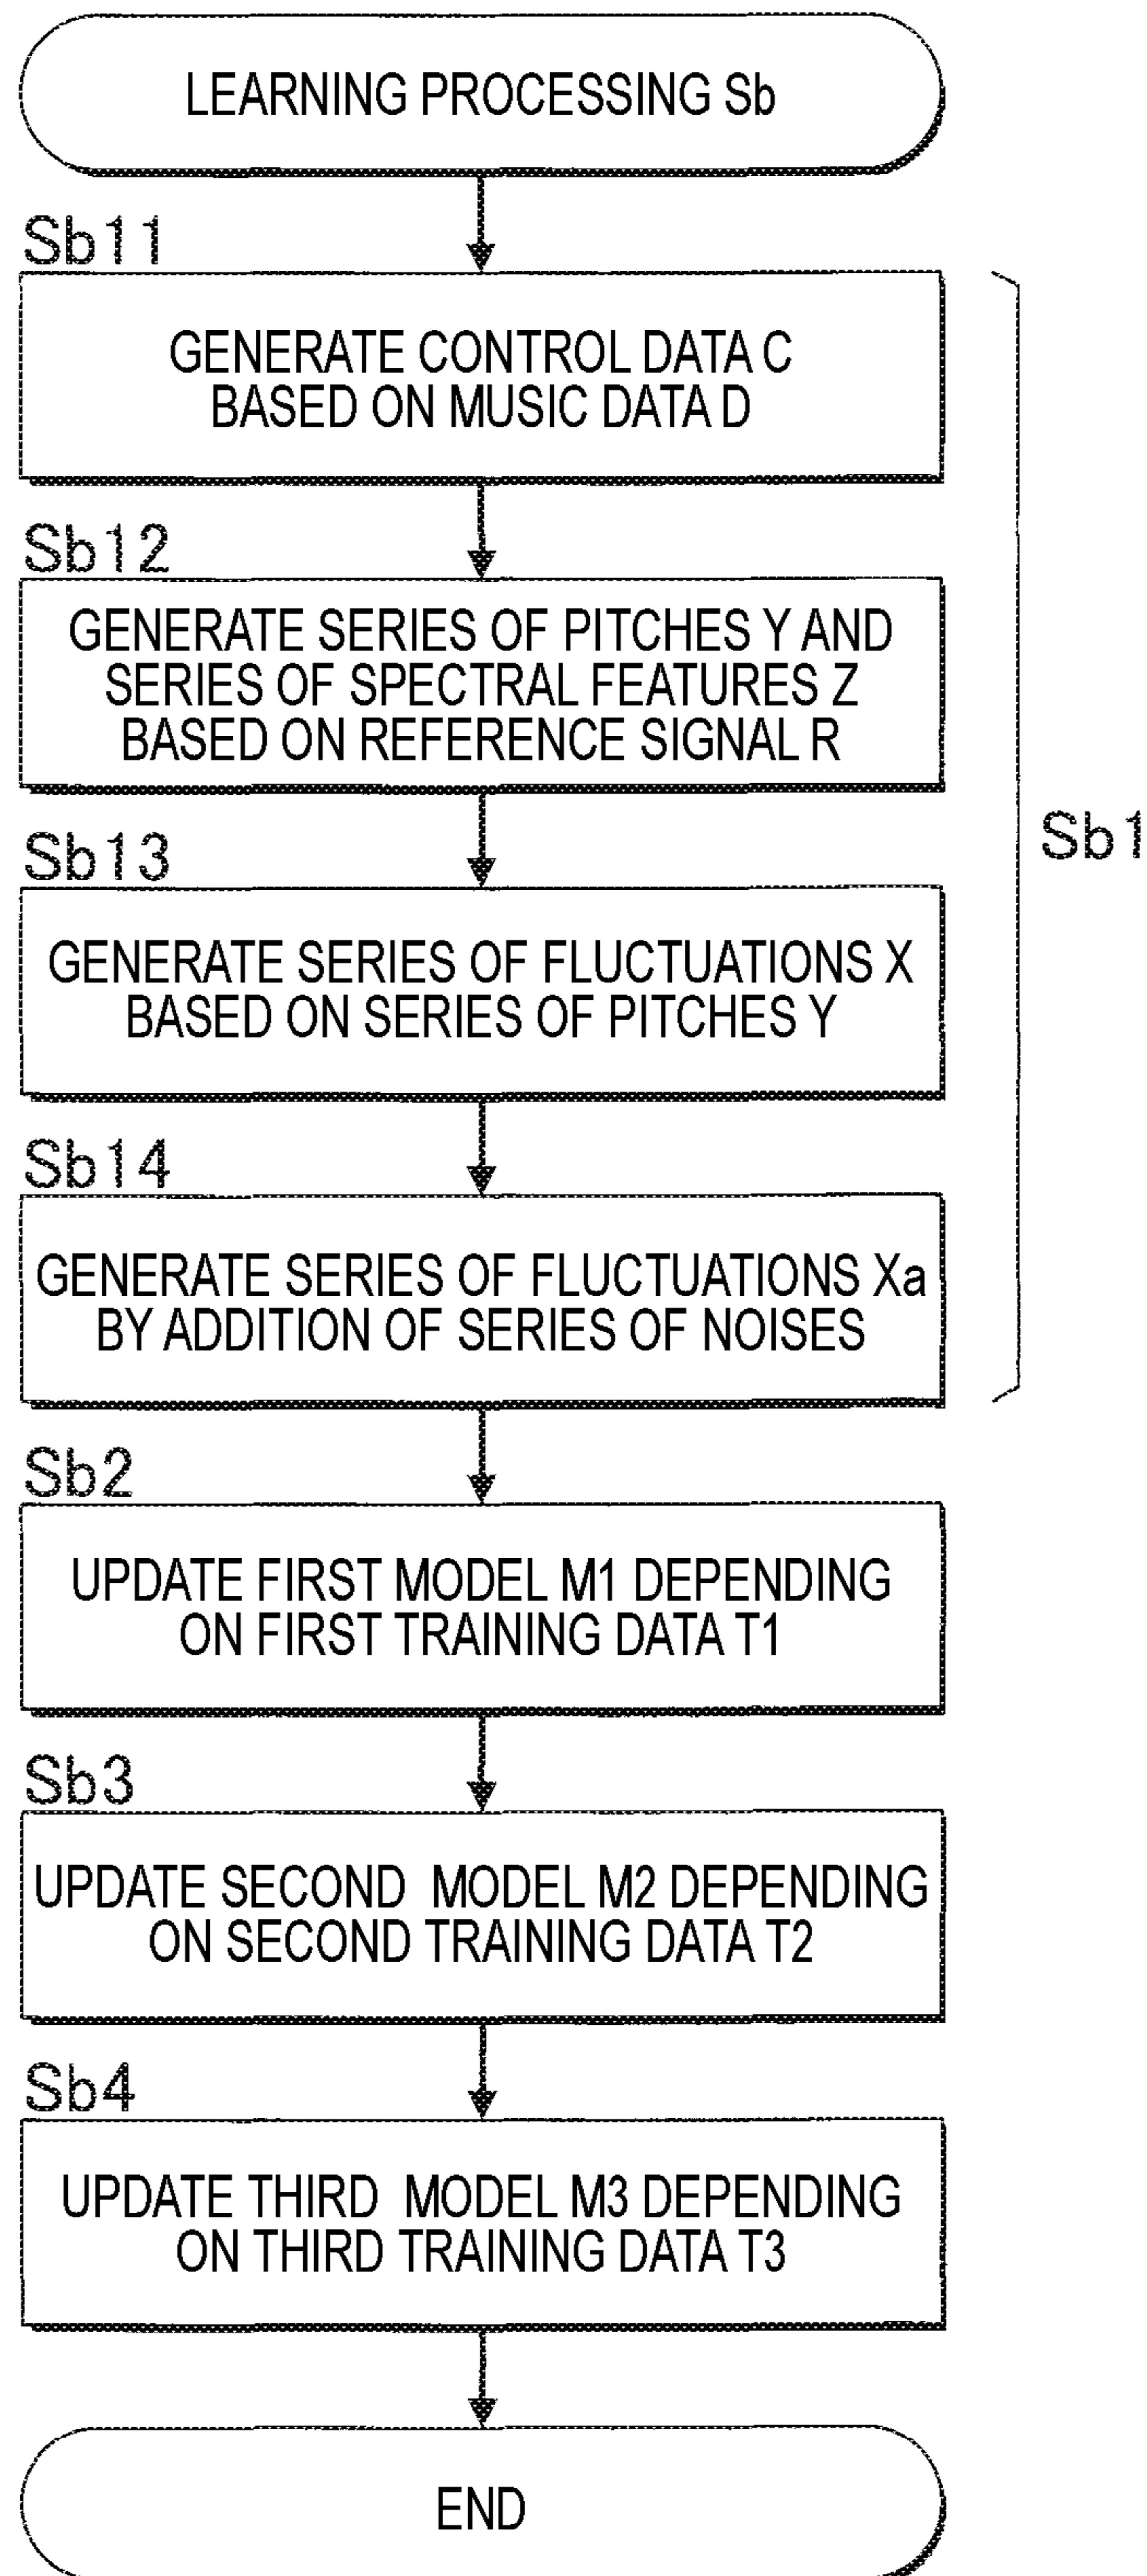 LEARNING PROCESSING Sb
Sb11
GENERATE CONTROL DATA C
BASED ON MUSIC DATA D
Sb12
GENERATE SERIES OF PITCHES Y AND
SERIES OF SPECTRAL FEATURES Z
BASED ON REFERENCE SIGNAL R
Sb13
GENERATE SERIES OF FLUCTUATIONS X
BASED ON SERIES OF PITCHES Y
Sb14
GENERATE SERIES OF FLUCTUATIONS Xa
BY ADDITION OF SERIES OF NOISES
Sb1
Sb2
UPDATE FIRST MODEL M1 DEPENDING
ON FIRST TRAINING DATA T1
Sb3
UPDATE SECOND MODEL M2 DEPENDING
ON SECOND TRAINING DATA T2
Sb4
UPDATE THIRD MODEL M3 DEPENDING
ON THIRD TRAINING DATA T3
END